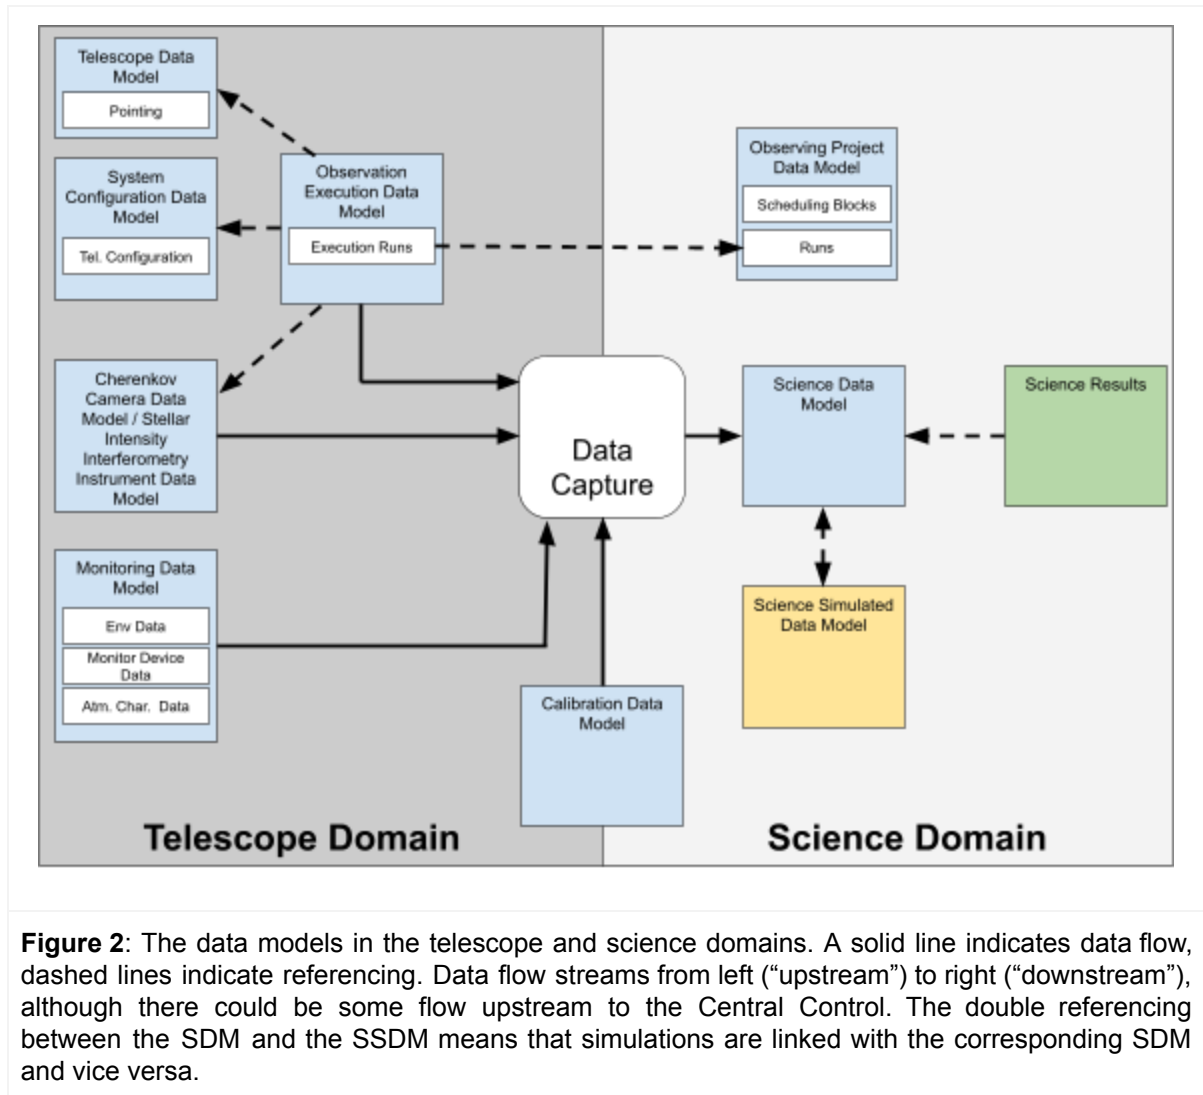 Telescope Data
Model
Pointing
System
Configuration Data
Model
Tel. Configuration
Observation
Execution Data
Model
Execution Runs
Observing Project
Data Model
Scheduling Blocks
Runs
Cherenkov
Camera Data
Model / Stellar
Intensity
Interferometry
Instrument Data
Model
Data
Capture
Science Data
Model
Science Results
Monitoring Data
Model
Env Data
Monitor Device
Data
Atm. Char. Data
Science Simulated
Data Model
Calibration Data
Model
Telescope Domain
Science Domain
Figure 2: The data models in the telescope and science domains. A solid line indicates data flow,
dashed lines indicate referencing. Data flow streams from left (“upstream”) to right (“downstream”),
although there could be some flow upstream to the Central Control. The double referencing
between the SDM and the SSDM means that simulations are linked with the corresponding SDM
and vice versa.